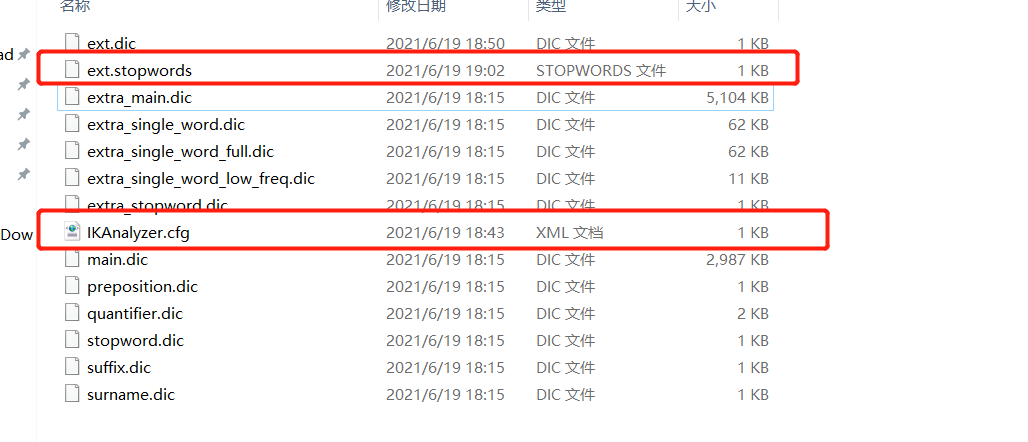 名称 修改日期 类型 大小
ext.dic 2021/6/19 18:50 DIC 文件 1 KB
ad
ext.stopwords 2021/6/19 19:02 STOPWORDS 文件 1 KB
extra_main.dic 2021/6/19 18:15 DIC 文件 5,104 KB
extra_single_word.dic 2021/6/19 18:15 DIC 文件 62 KB
extra_single_word_full.dic 2021/6/19 18:15 DIC 文件 62 KB
extra_single_word_low_freq.dic 2021/6/19 18:15 DIC 文件 11 KB
extra_stopword.dic 2021/6/19 18:15 DIC 文件 1 KB
Dow IKAnalyzer.cfg 2021/6/19 18:43 XML 文档 1 KB
main.dic 2021/6/19 18:15 DIC 文件 2,987 KB
preposition.dic 2021/6/19 18:15 DIC 文件 1 KB
quantifier.dic 2021/6/19 18:15 DIC 文件 2 KB
stopword.dic 2021/6/19 18:15 DIC 文件 1 KB
suffix.dic 2021/6/19 18:15 DIC 文件 1 KB
surname.dic 2021/6/19 18:15 DIC 文件 1 KB